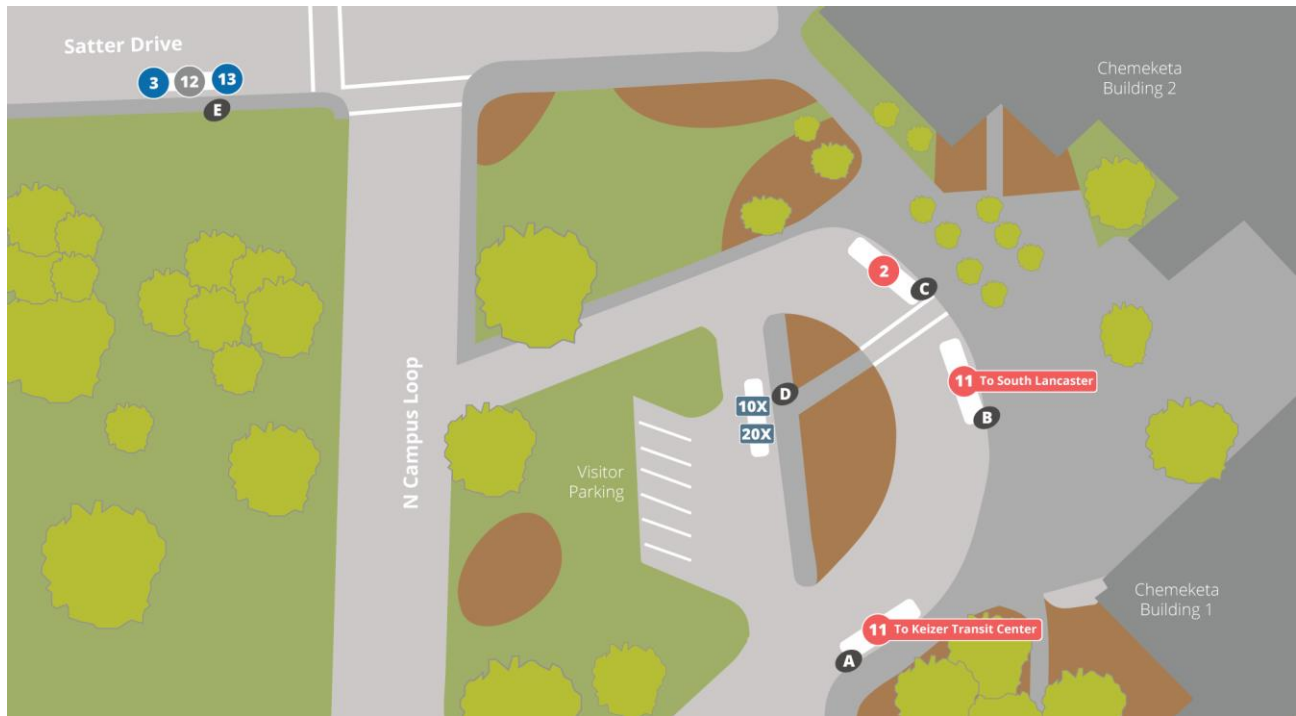 Satter Drive
3 12 13
E
Chemeketa
Building 2
2
C
11 To South Lancaster
B
D
10X
20X
N Campus Loop
Visitor
Parking
Chemeketa
Building 1
11 To Keizer Transit Center
A